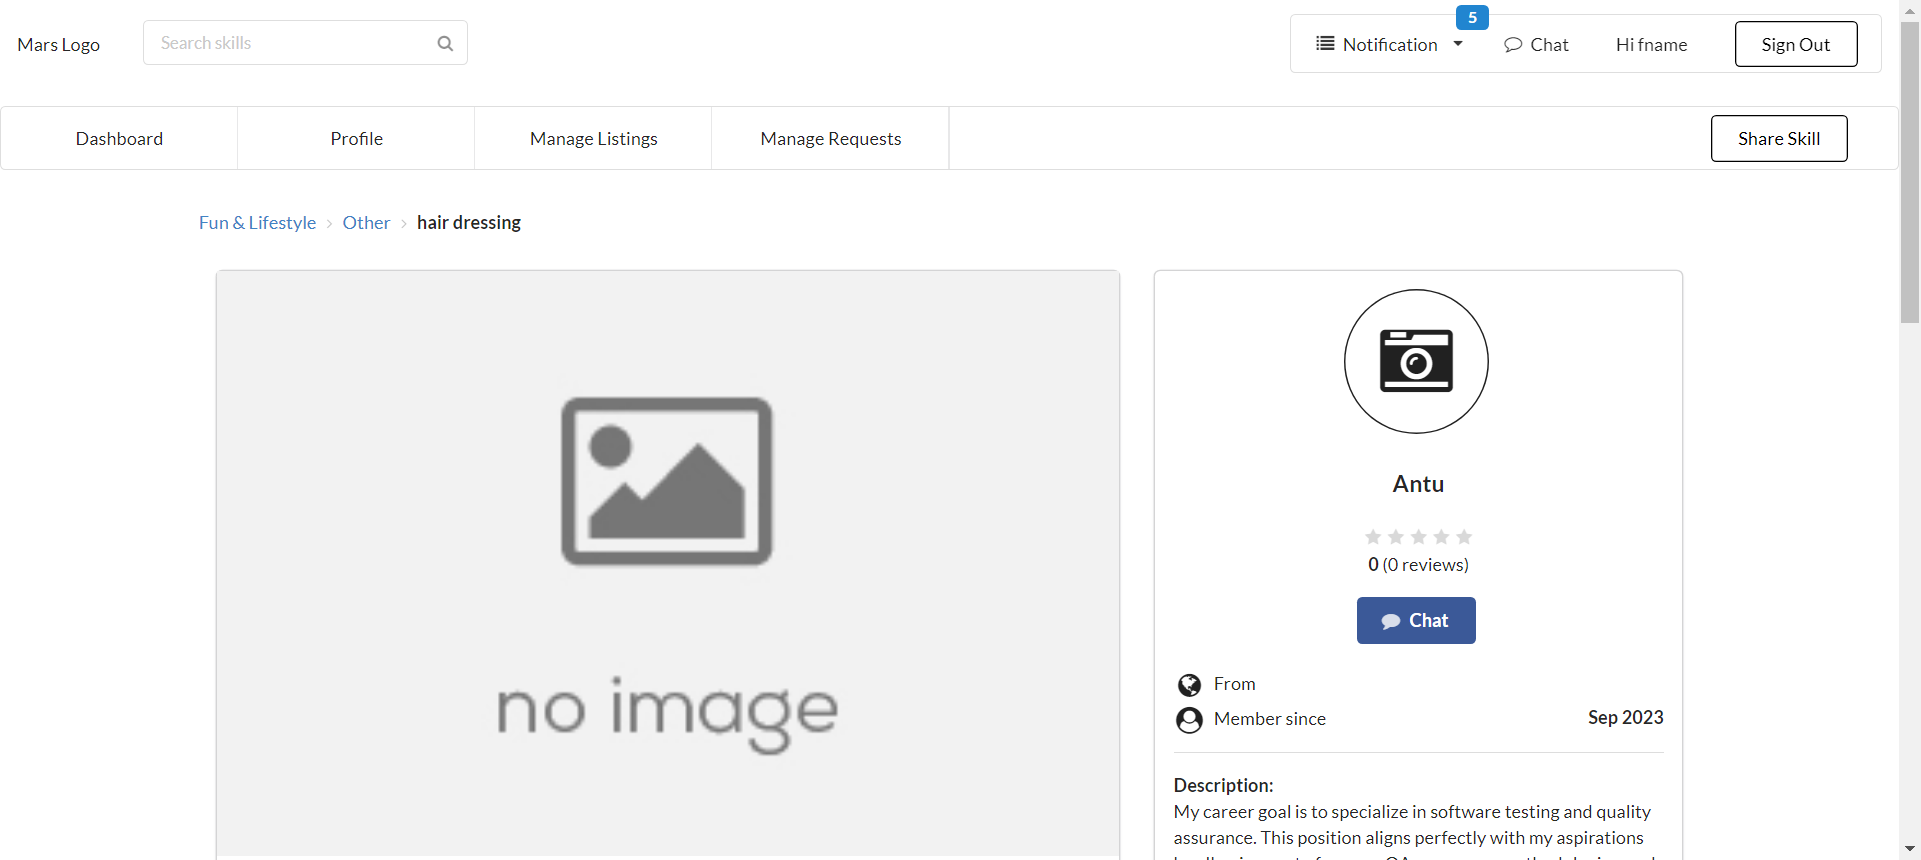 Mars Logo
Search skills
5
Notification
Chat
Hi fname
Sign Out
Dashboard
Profile
Manage Listings
Manage Requests
Share Skill
Fun & Lifestyle
Other
hair dressing
no image
Antu
0 (0 reviews)
Chat
From
Member since
Sep 2023
Description:
My career goal is to specialize in software testing and quality
assurance. This position aligns perfectly with my aspirations